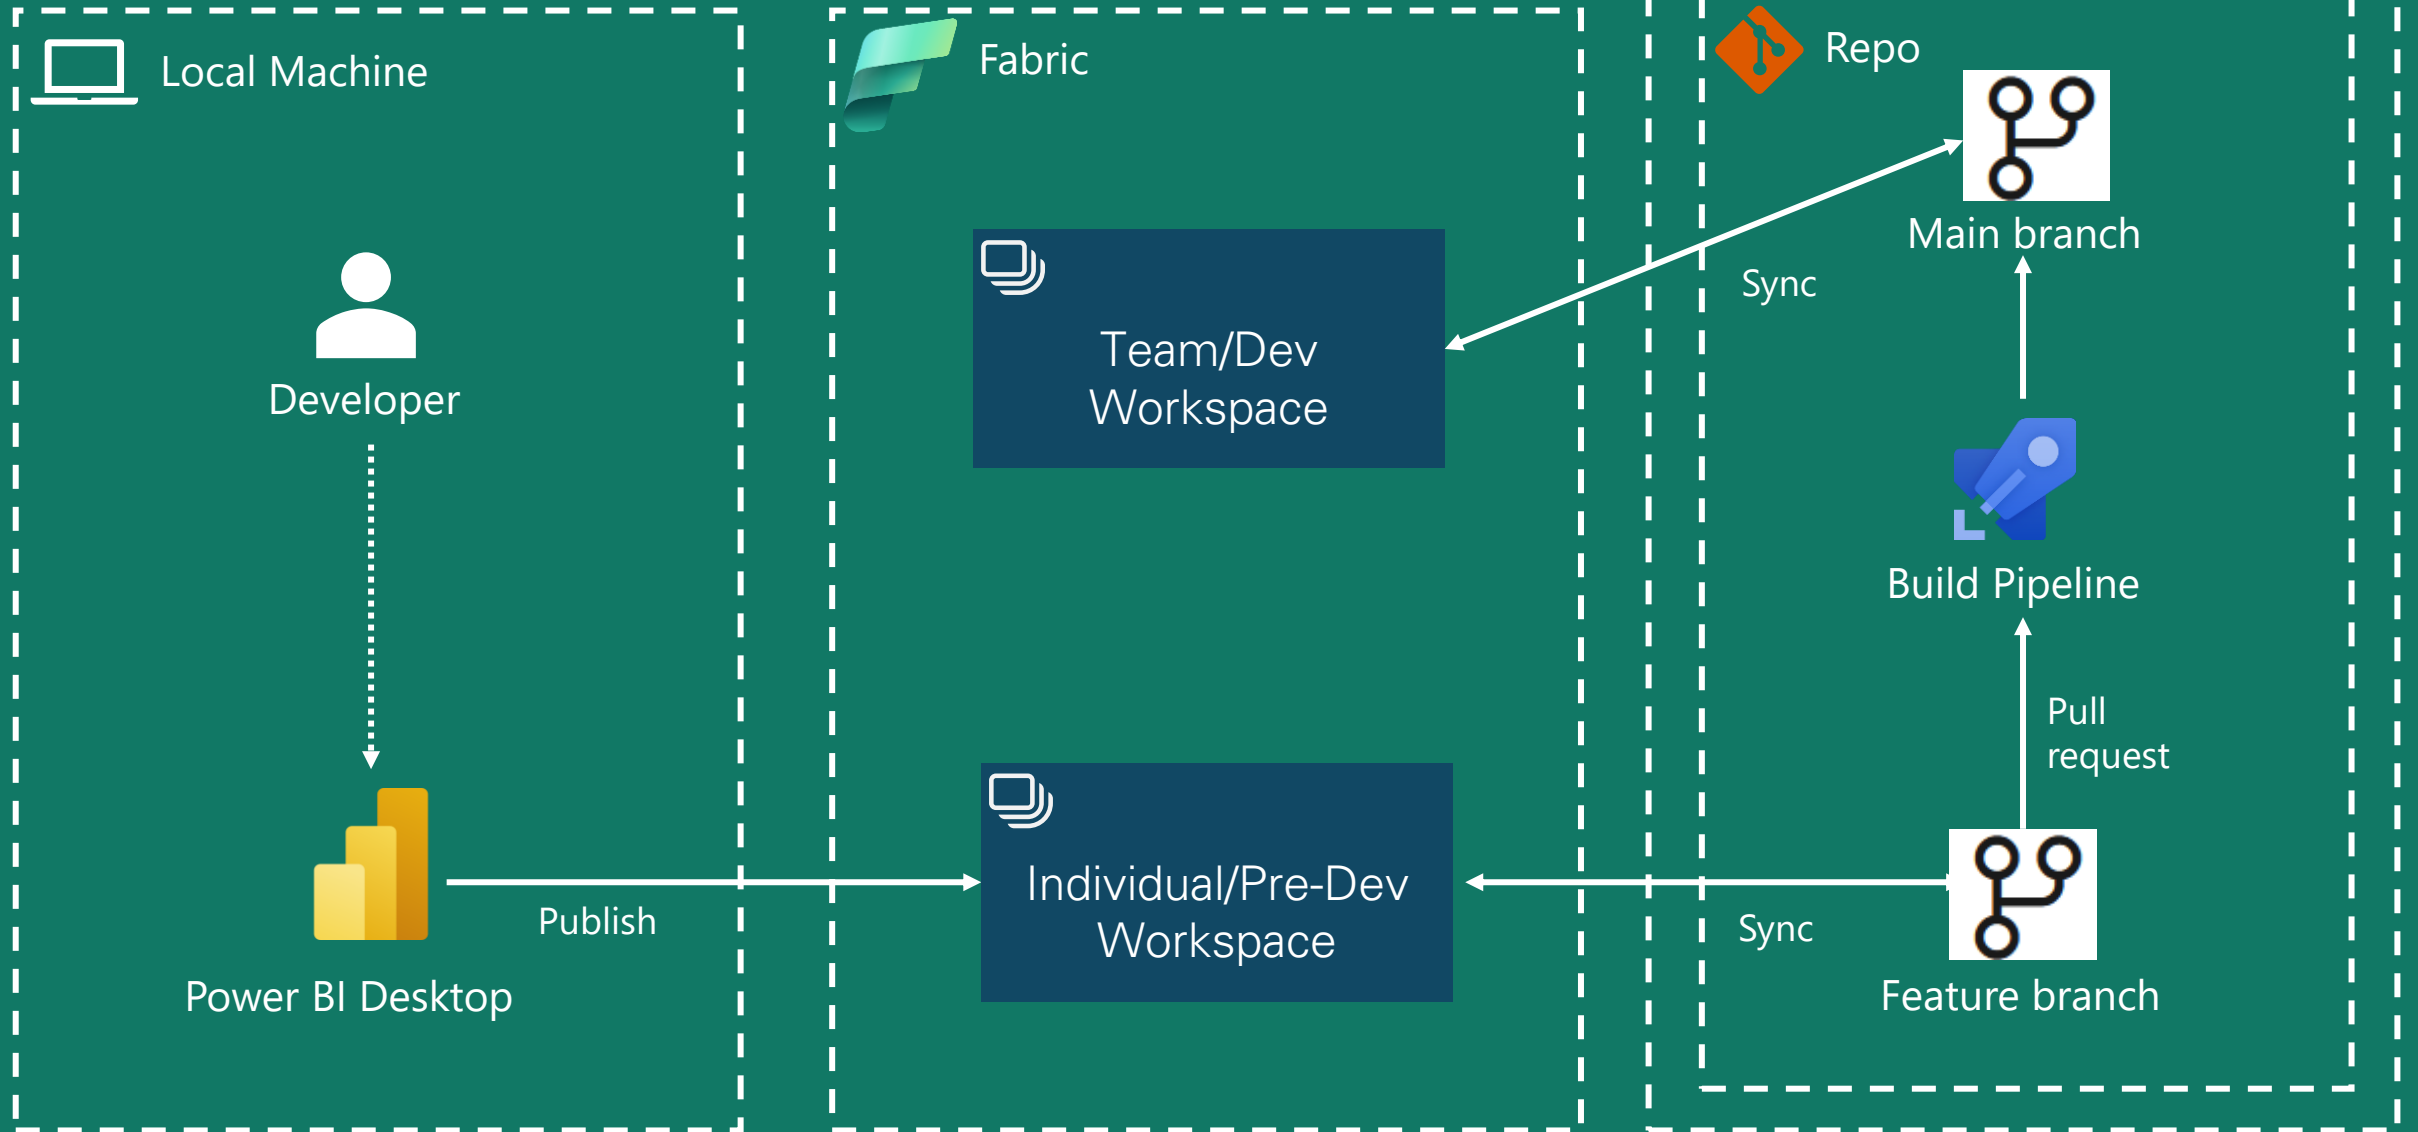 Local Machine
Developer
Power BI Desktop
Publish
Fabric
Team/Dev
Workspace
Individual/Pre-Dev
Workspace
Repo
Main branch
Sync
Build Pipeline
Pull
request
Sync
Feature branch